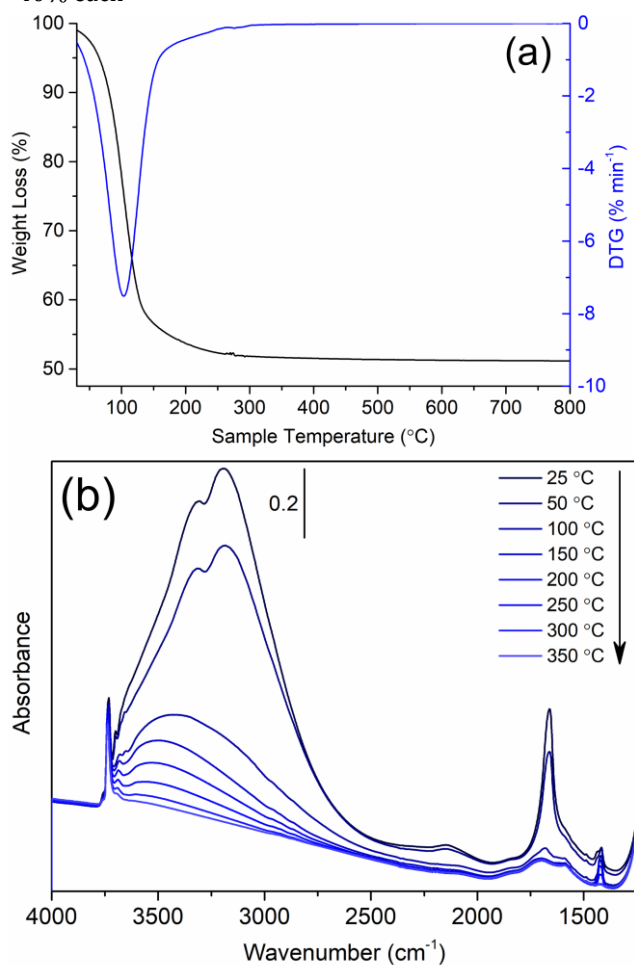 100
90
80
70
60
50
Weight Loss (%)
(a)
0
-2
-4
-6
-8
-10
DTG (% min⁻¹)
100 200 300 400 500 600 700 800
Sample Temperature (°C)
(b)
0.2
25 °C
50 °C
100 °C
150 °C
200 °C
250 °C
300 °C
350 °C
Absorbance
4000 3500 3000 2500 2000 1500
Wavenumber (cm⁻¹)